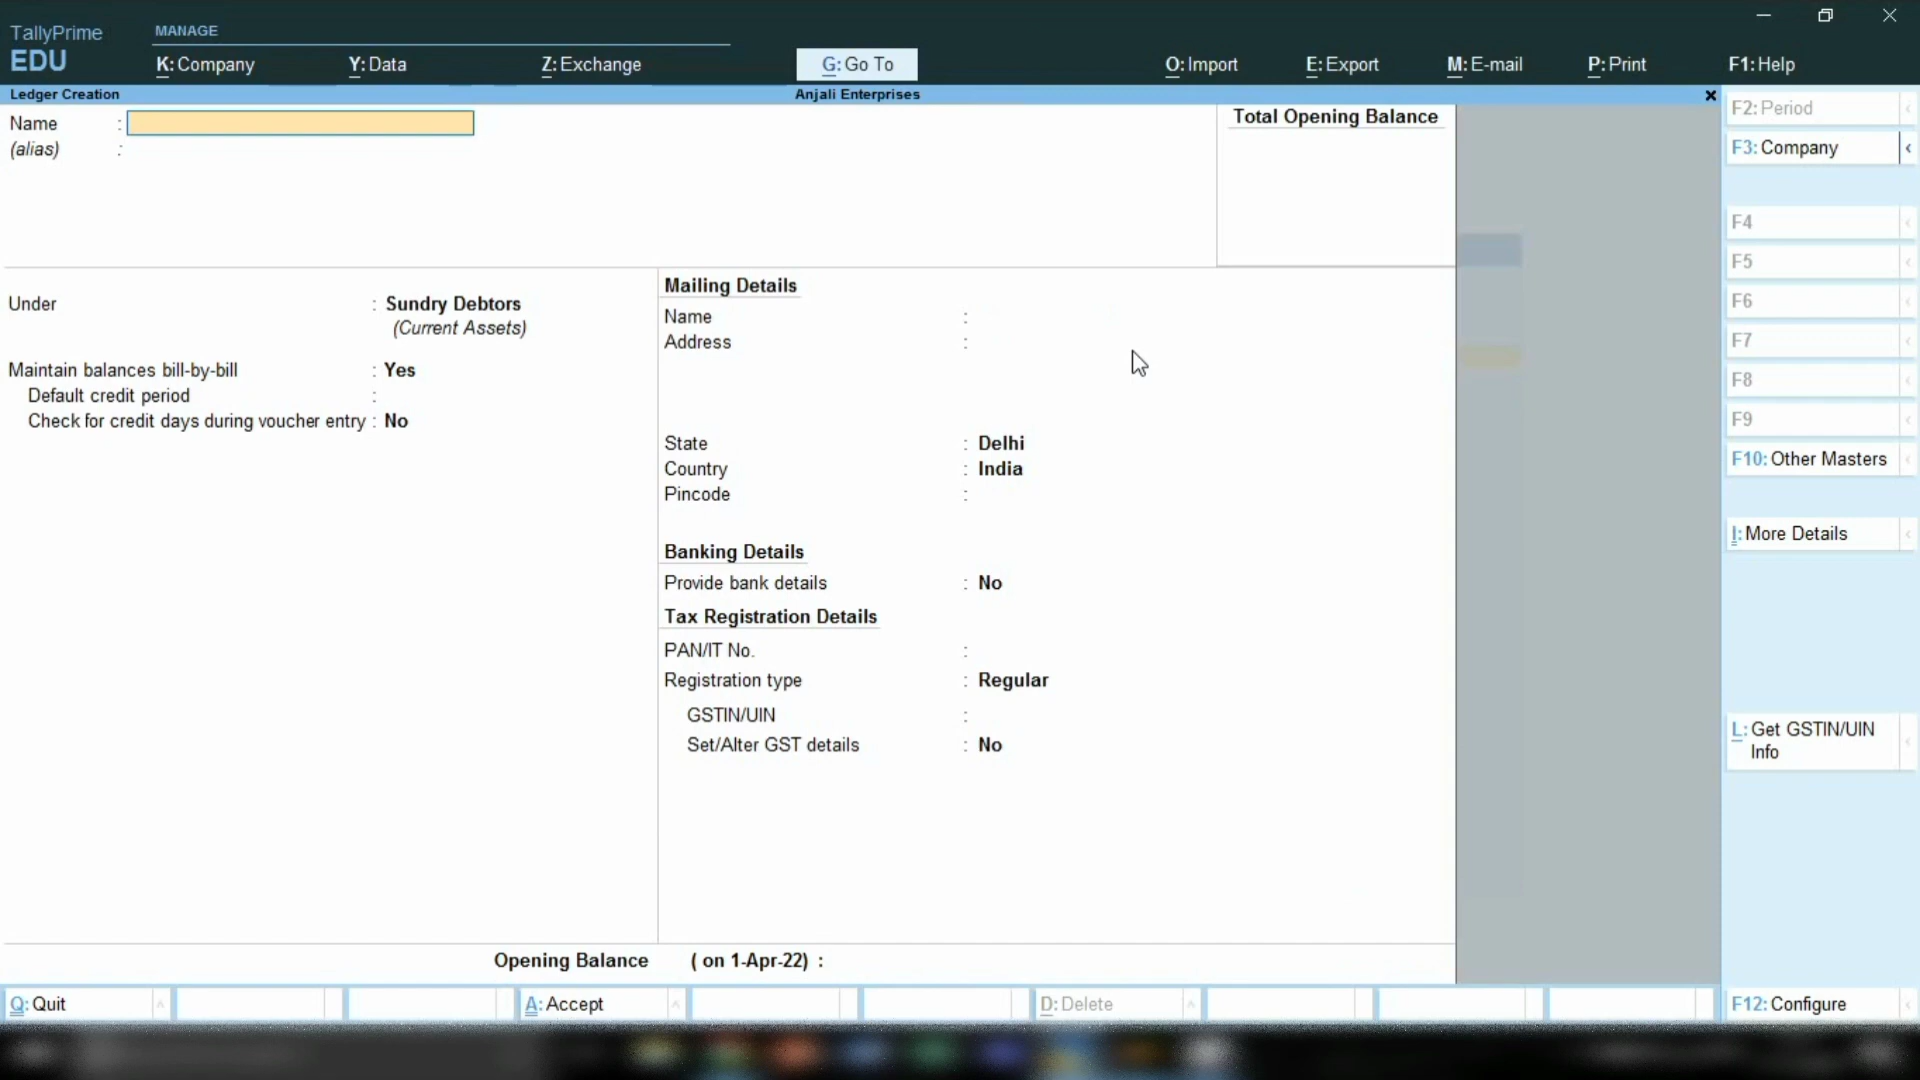 TallyPrime
EDU
MANAGE
K: Company
Y: Data
Z: Exchange
G: Go To
O: Import
E: Export
M: E-mail
P: Print
F1: Help
Ledger Creation
Anjali Enterprises
Name :
(alias) :
Total Opening Balance
Under : Sundry Debtors
(Current Assets)
Maintain balances bill-by-bill : Yes
Default credit period :
Check for credit days during voucher entry : No
Mailing Details
Name :
Address :
State : Delhi
Country : India
Pincode :
Banking Details
Provide bank details : No
Tax Registration Details
PAN/IT No. :
Registration type : Regular
GSTIN/UIN :
Set/Alter GST details : No
Opening Balance ( on 1-Apr-22) :
F2: Period
F3: Company
F4
F5
F6
F7
F8
F9
F10: Other Masters
I: More Details
L: Get GSTIN/UIN
Info
Q: Quit
A: Accept
D: Delete
F12: Configure